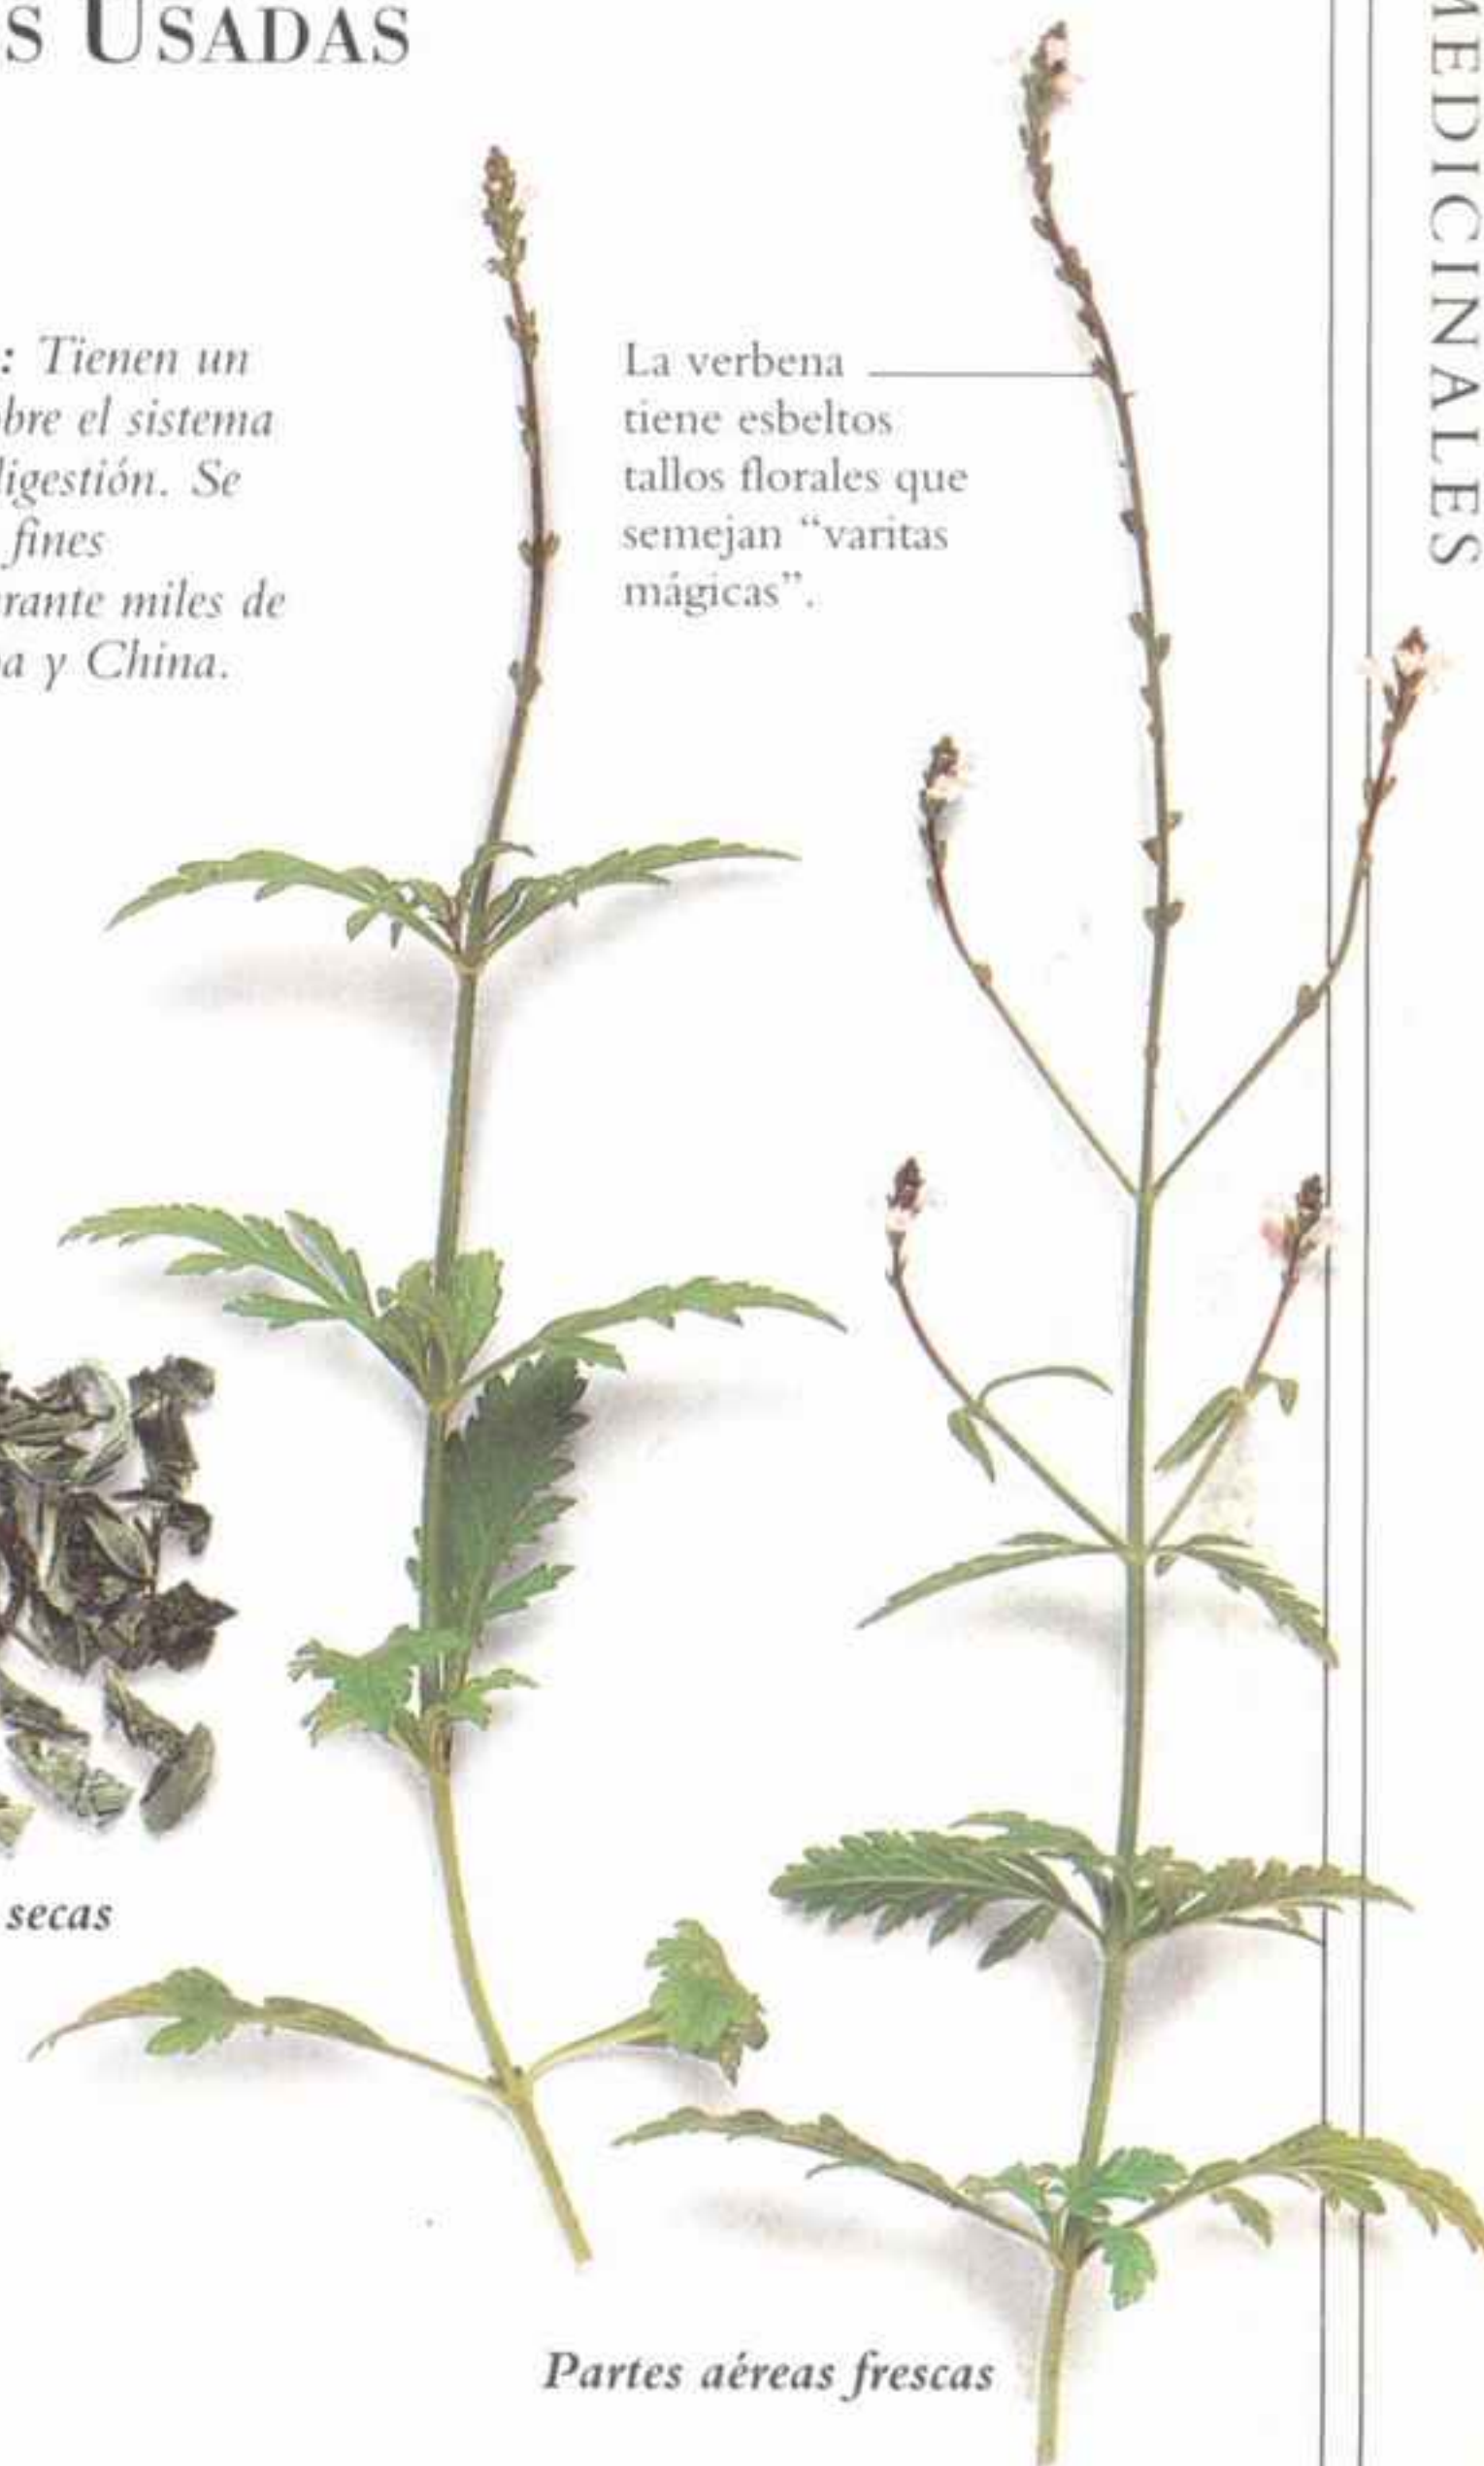 S USADAS
: Tienen un
bre el sistema
digestión. Se
fines
rante miles de
a y China.
La verbena
tiene esbeltos
tallos florales que
semejan “varitas
mágicas”.
secas
Partes aéreas frescas
MEDICINALES